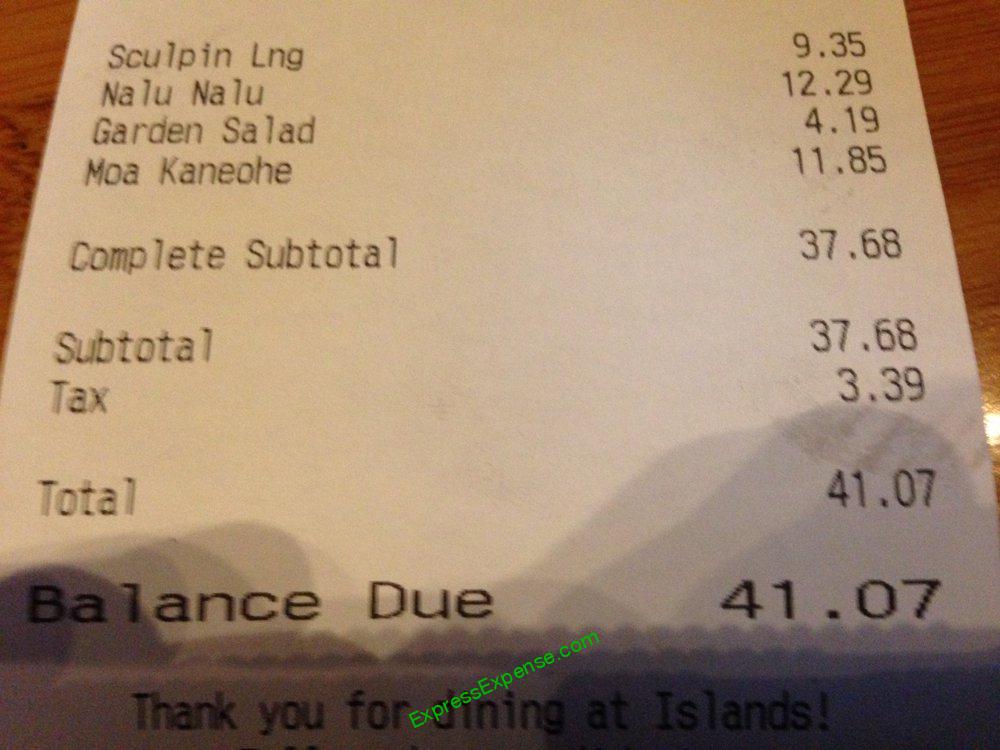 Sculpin Lng 9.35
Nalu Nalu 12.29
Garden Salad 4.19
Moa Kaneohe 11.85
Complete Subtotal 37.68
Subtotal 37.68
Tax 3.39
Total 41.07
Balance Due 41.07
ExpressExpense.com
Thank you for dining at Islands!